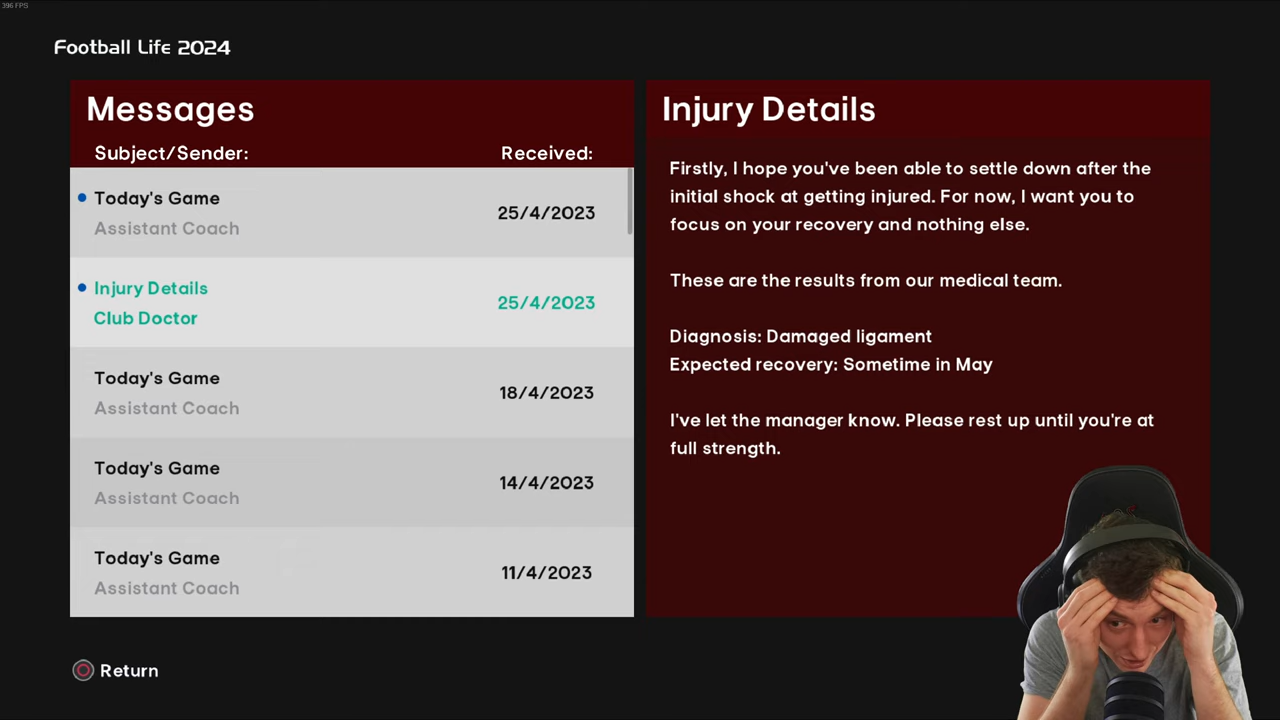 396 FPS
Football Life 2024
Messages
Subject/Sender:
Received:
Today's Game
Assistant Coach
25/4/2023
Injury Details
Club Doctor
25/4/2023
Today's Game
Assistant Coach
18/4/2023
Today's Game
Assistant Coach
14/4/2023
Today's Game
Assistant Coach
11/4/2023
Injury Details
Firstly, I hope you've been able to settle down after the
initial shock at getting injured. For now, I want you to
focus on your recovery and nothing else.
These are the results from our medical team.
Diagnosis: Damaged ligament
Expected recovery: Sometime in May
I've let the manager know. Please rest up until you're at
full strength.
Return